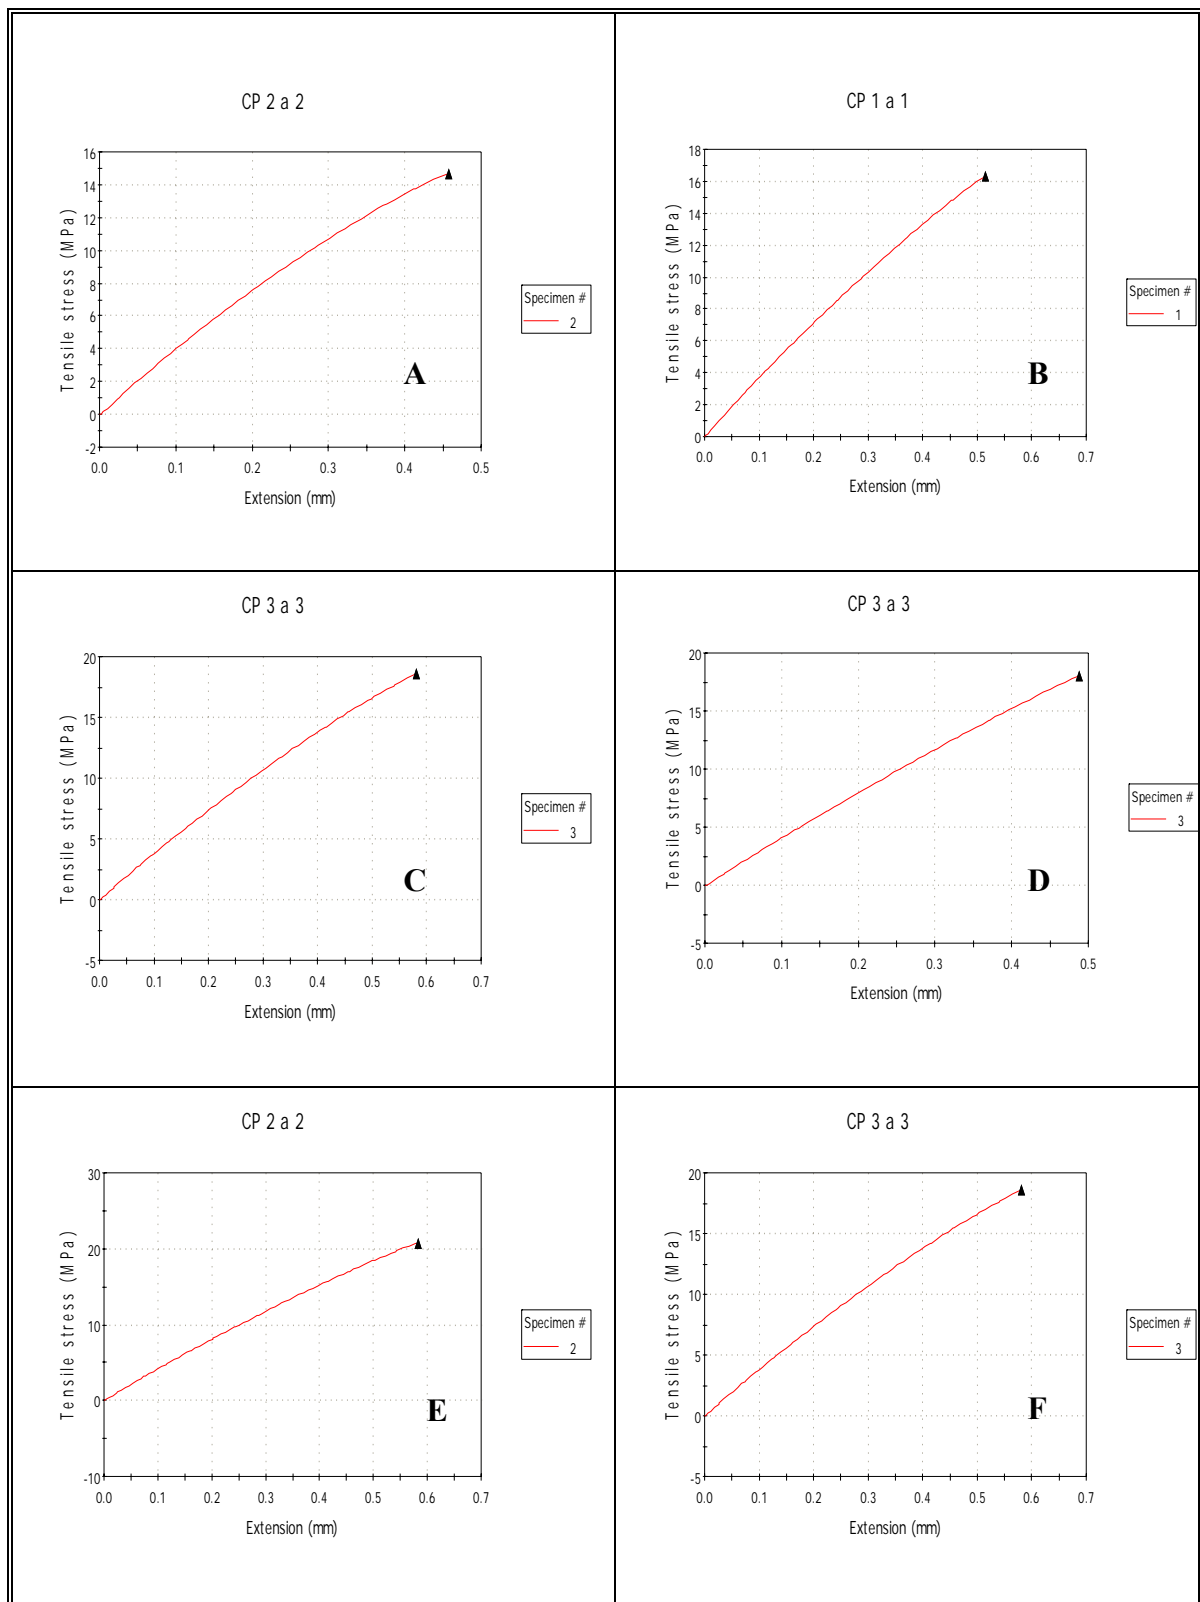 CP 2 a 2
Tensile stress (MPa)
16
14
12
10
8
6
4
2
0
-2
0.0 0.1 0.2 0.3 0.4 0.5
Extension (mm)
Specimen #
2
A
CP 1 a 1
Tensile stress (MPa)
18
16
14
12
10
8
6
4
2
0
0.0 0.1 0.2 0.3 0.4 0.5 0.6 0.7
Extension (mm)
Specimen #
1
B
CP 3 a 3
Tensile stress (MPa)
20
15
10
5
0
-5
0.0 0.1 0.2 0.3 0.4 0.5 0.6 0.7
Extension (mm)
Specimen #
3
C
CP 3 a 3
Tensile stress (MPa)
20
15
10
5
0
-5
0.0 0.1 0.2 0.3 0.4 0.5
Extension (mm)
Specimen #
3
D
CP 2 a 2
Tensile stress (MPa)
30
20
10
0
-10
0.0 0.1 0.2 0.3 0.4 0.5 0.6 0.7
Extension (mm)
Specimen #
2
E
CP 3 a 3
Tensile stress (MPa)
20
15
10
5
0
-5
0.0 0.1 0.2 0.3 0.4 0.5 0.6 0.7
Extension (mm)
Specimen #
3
F